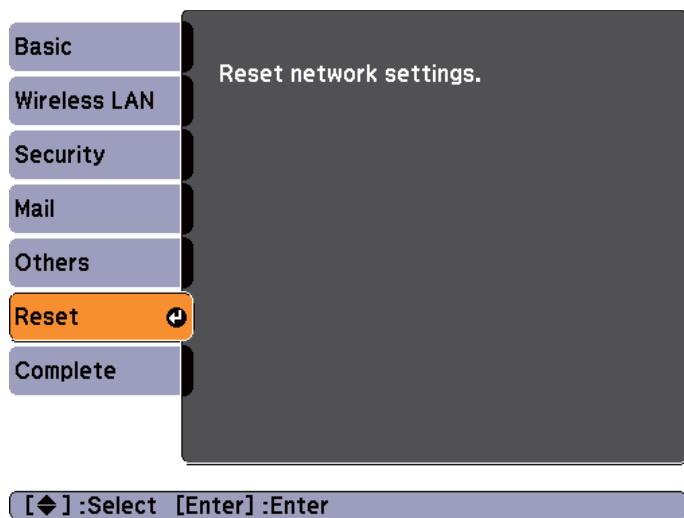 Basic
Wireless LAN
Security
Mail
Others
Reset
Complete
Reset network settings.
[◆] :Select [Enter] :Enter